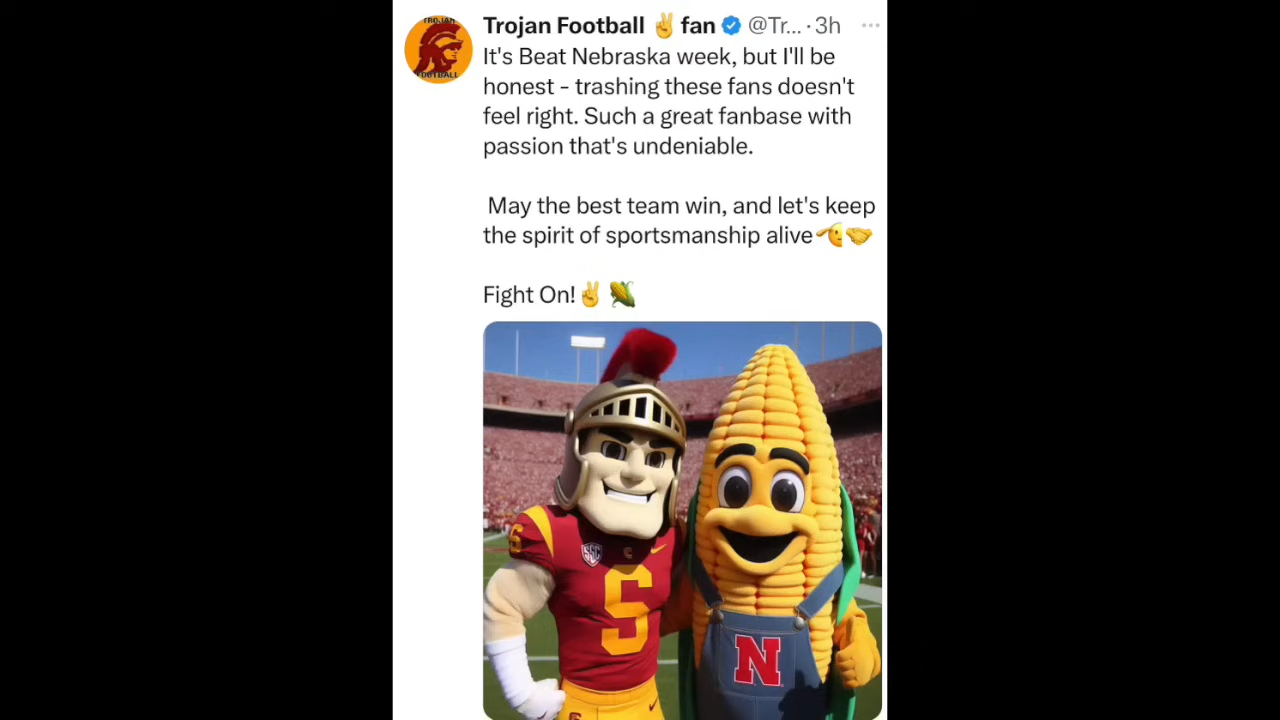 TROJAN
FOOTBALL
Trojan Football ✌️ fan @Tr... · 3h
It's Beat Nebraska week, but I'll be
honest - trashing these fans doesn't
feel right. Such a great fanbase with
passion that's undeniable.
May the best team win, and let's keep
the spirit of sportsmanship alive🫡🤝
Fight On!✌️🌽
S
N